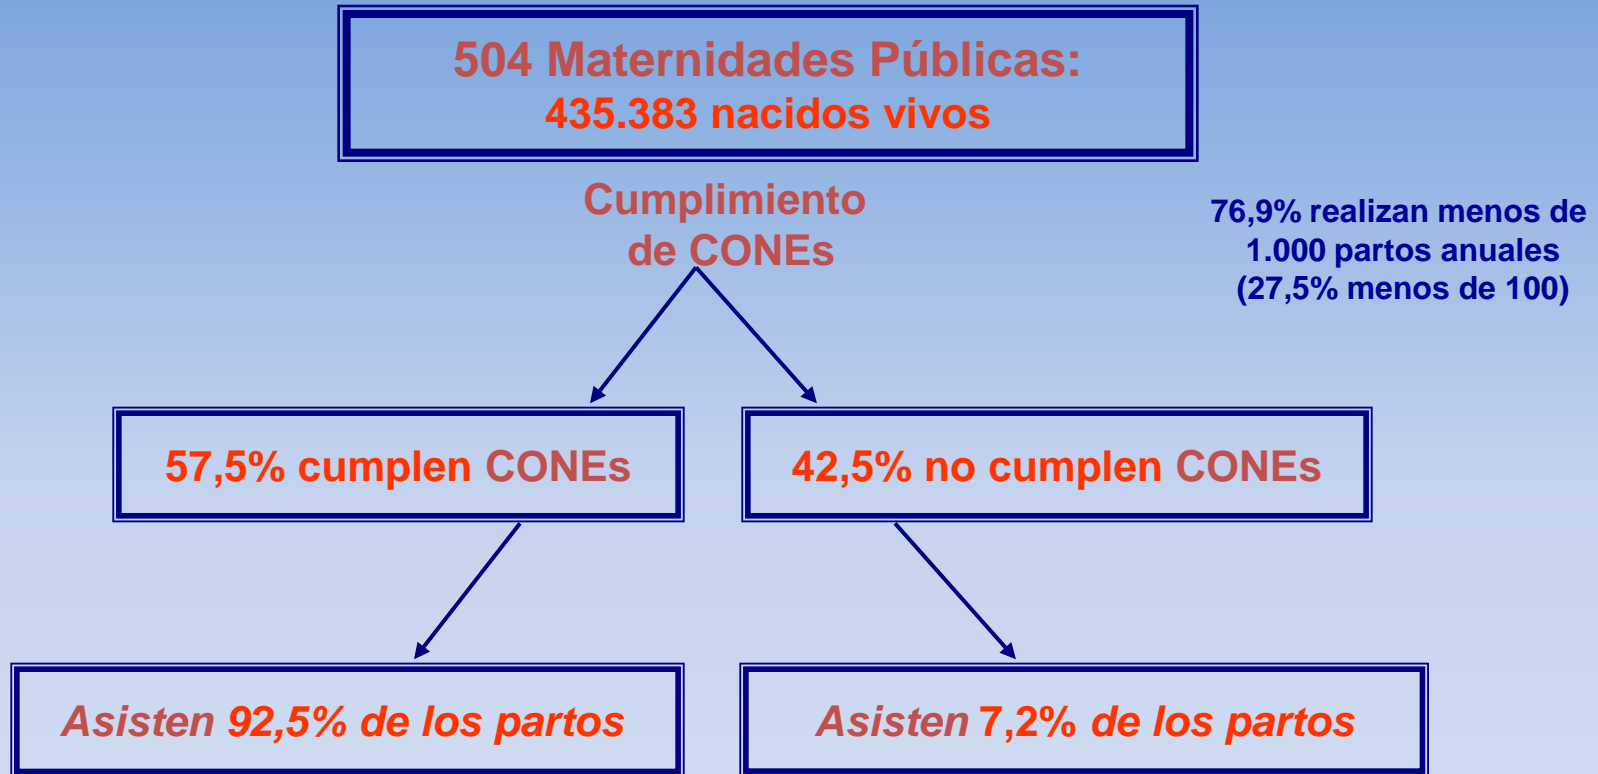 504 Maternidades Públicas:
435.383 nacidos vivos
Cumplimiento
de CONEs
76,9% realizan menos de
1.000 partos anuales
(27,5% menos de 100)
57,5% cumplen CONEs
42,5% no cumplen CONEs
Asisten 92,5% de los partos
Asisten 7,2% de los partos